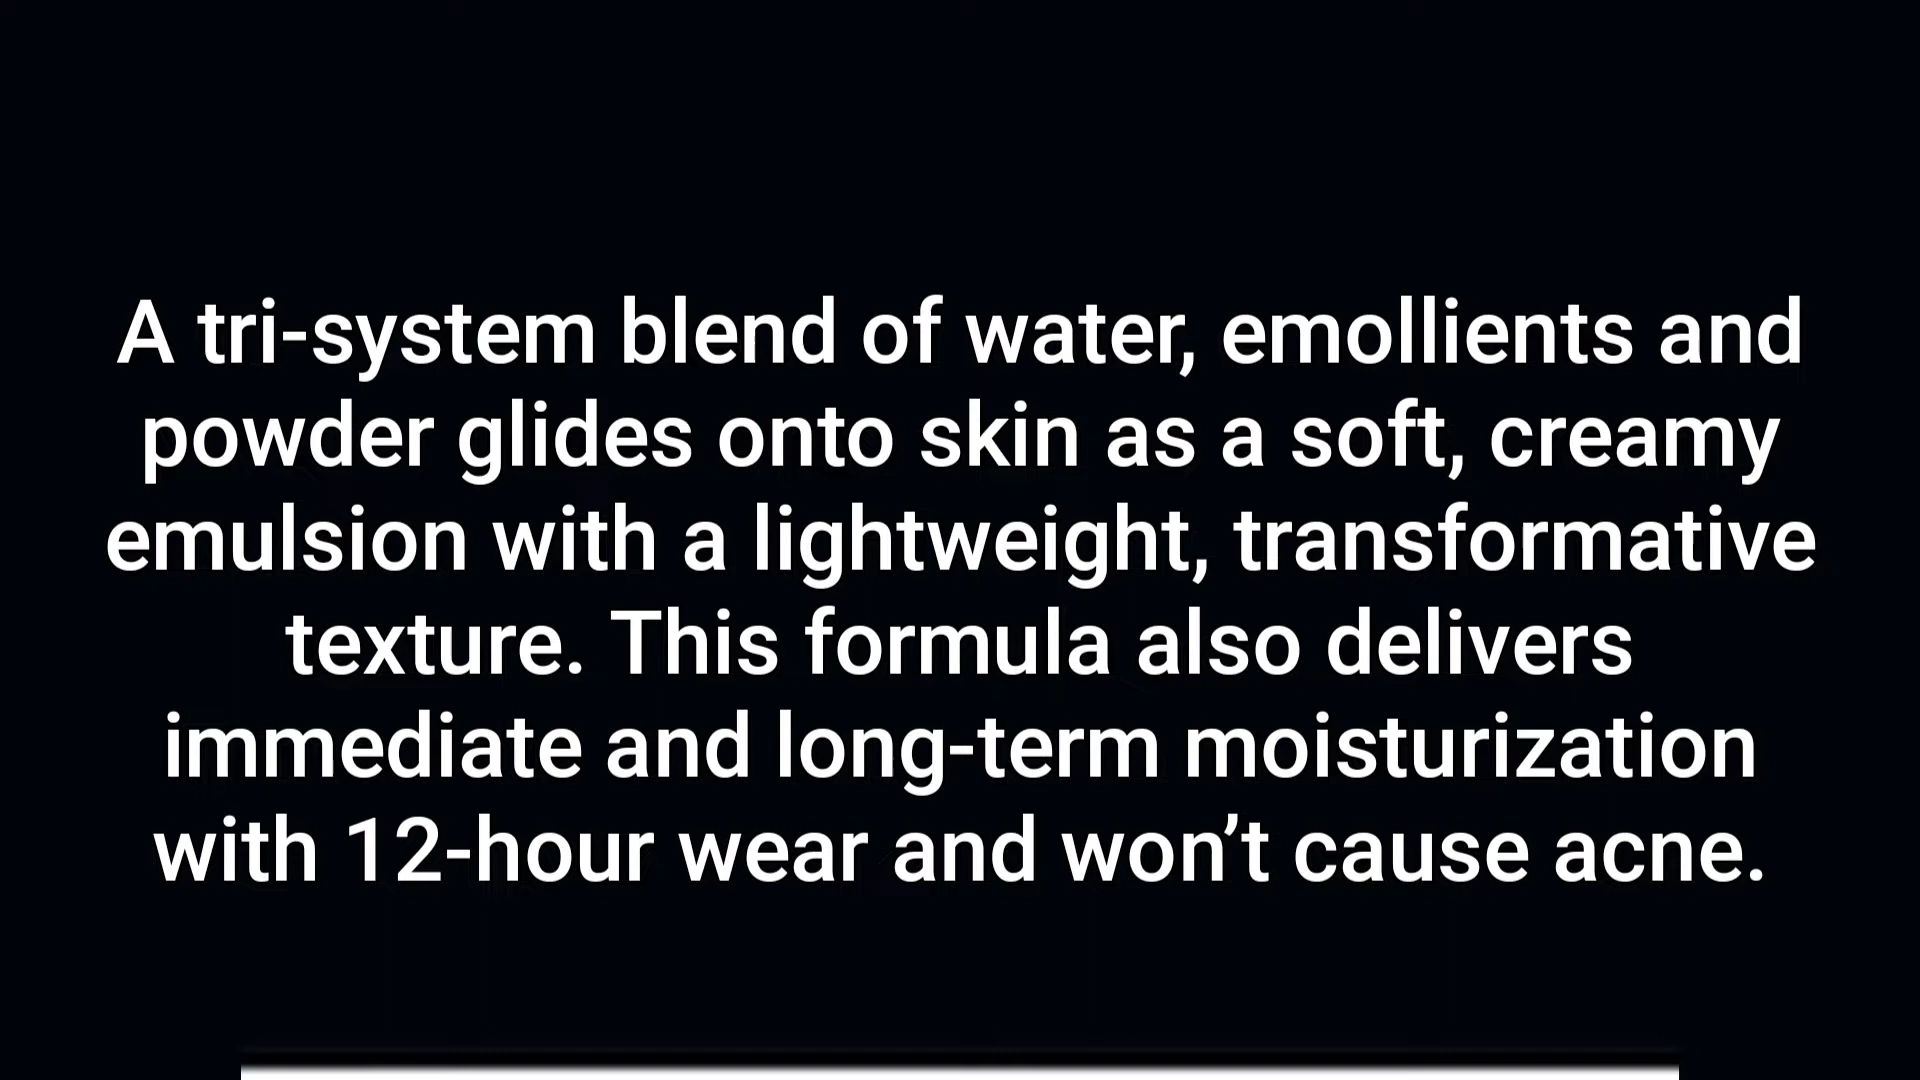 A tri-system blend of water, emollients and
powder glides onto skin as a soft, creamy
emulsion with a lightweight, transformative
texture. This formula also delivers
immediate and long-term moisturization
with 12-hour wear and won’t cause acne.